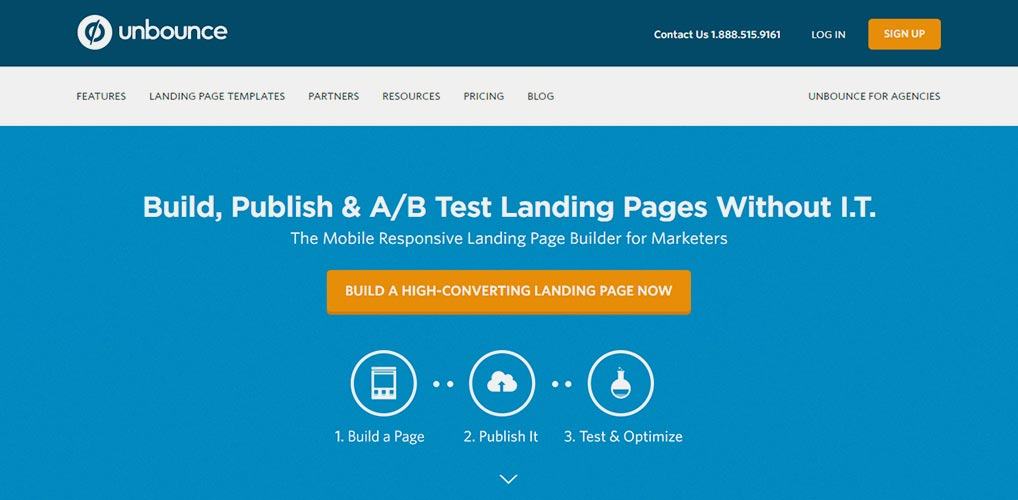 unbounce
Contact Us 1.888.515.9161 LOG IN SIGN UP
FEATURES LANDING PAGE TEMPLATES PARTNERS RESOURCES PRICING BLOG UNBOUNCE FOR AGENCIES
Build, Publish & A/B Test Landing Pages Without I.T.
The Mobile Responsive Landing Page Builder for Marketers
BUILD A HIGH-CONVERTING LANDING PAGE NOW
1. Build a Page 2. Publish It 3. Test & Optimize